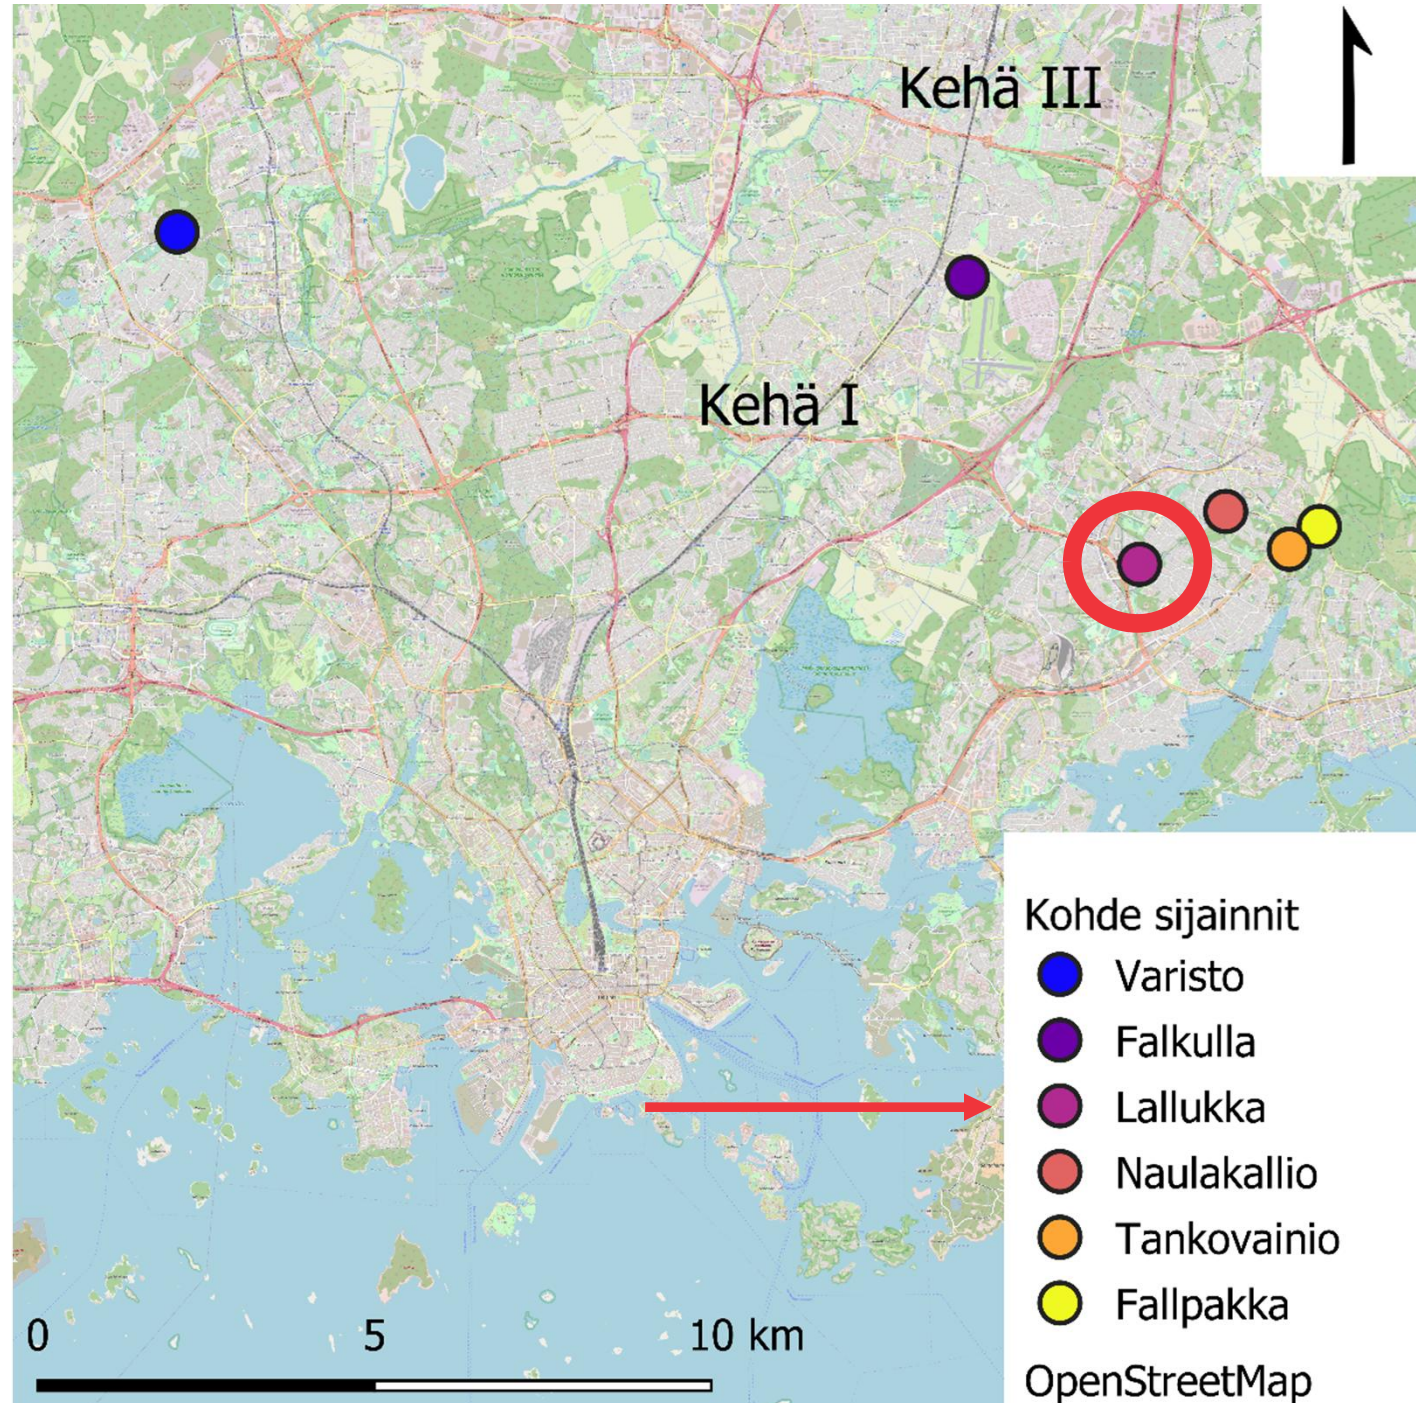 Kehä III
Kehä I
Kohde sijainnit
Varisto
Falkulla
Lallukka
Naulakallio
Tankovainio
Fallpakka
OpenStreetMap
0 5 10 km